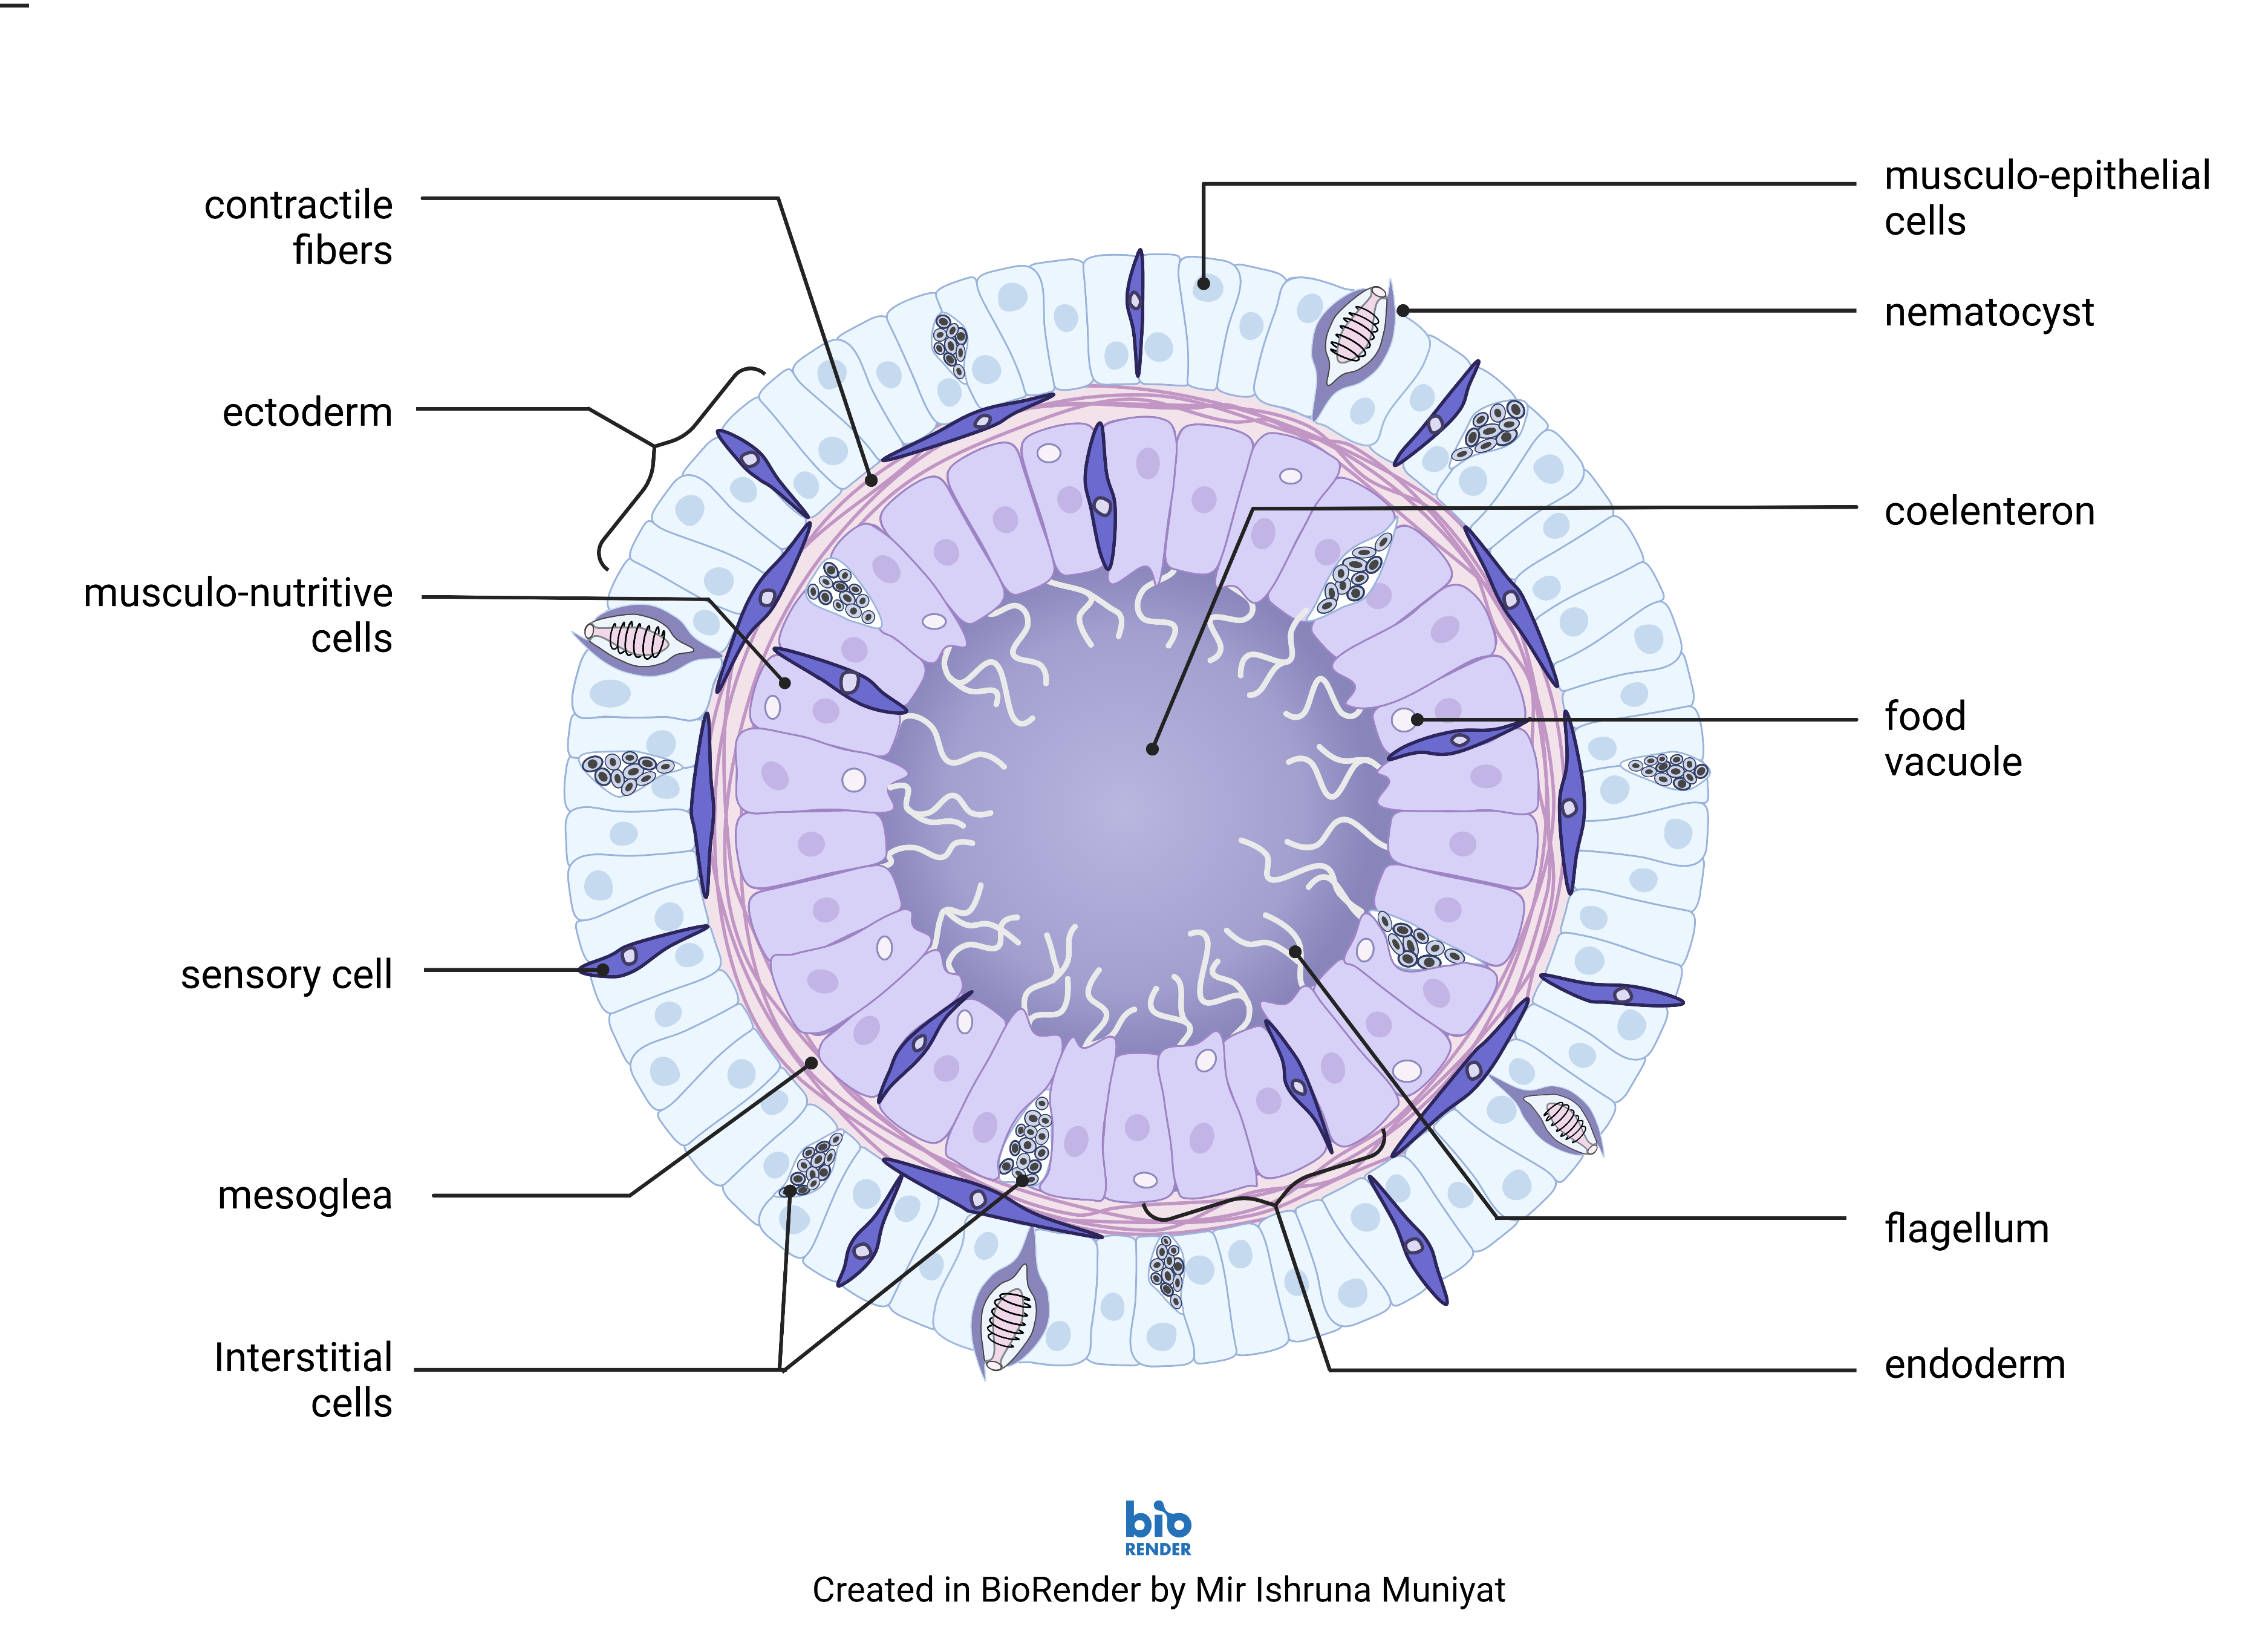 contractile
fibers
ectoderm
musculo-nutritive
cells
sensory cell
mesoglea
Interstitial
cells
musculo-epithelial
cells
nematocyst
coelenteron
food
vacuole
flagellum
endoderm
bio
RENDER
Created in BioRender by Mir Ishruna Muniyat